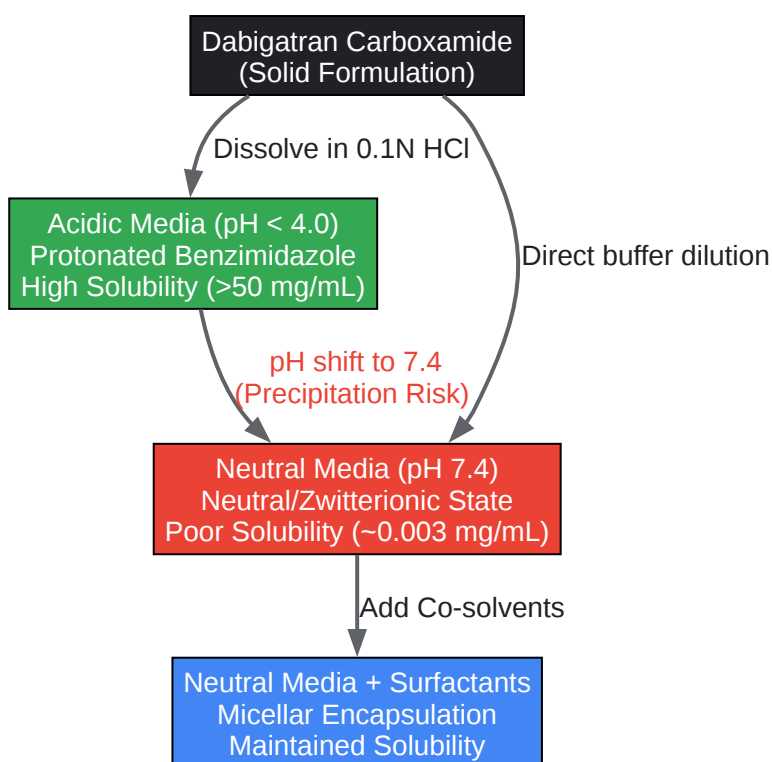 Dabigatran Carboxamide
(Solid Formulation)
Dissolve in 0.1N HCl
Acidic Media (pH < 4.0)
Protonated Benzimidazole
High Solubility (>50 mg/mL)
Direct buffer dilution
pH shift to 7.4
(Precipitation Risk)
Neutral Media (pH 7.4)
Neutral/Zwitterionic State
Poor Solubility (~0.003 mg/mL)
Add Co-solvents
Neutral Media + Surfactants
Micellar Encapsulation
Maintained Solubility